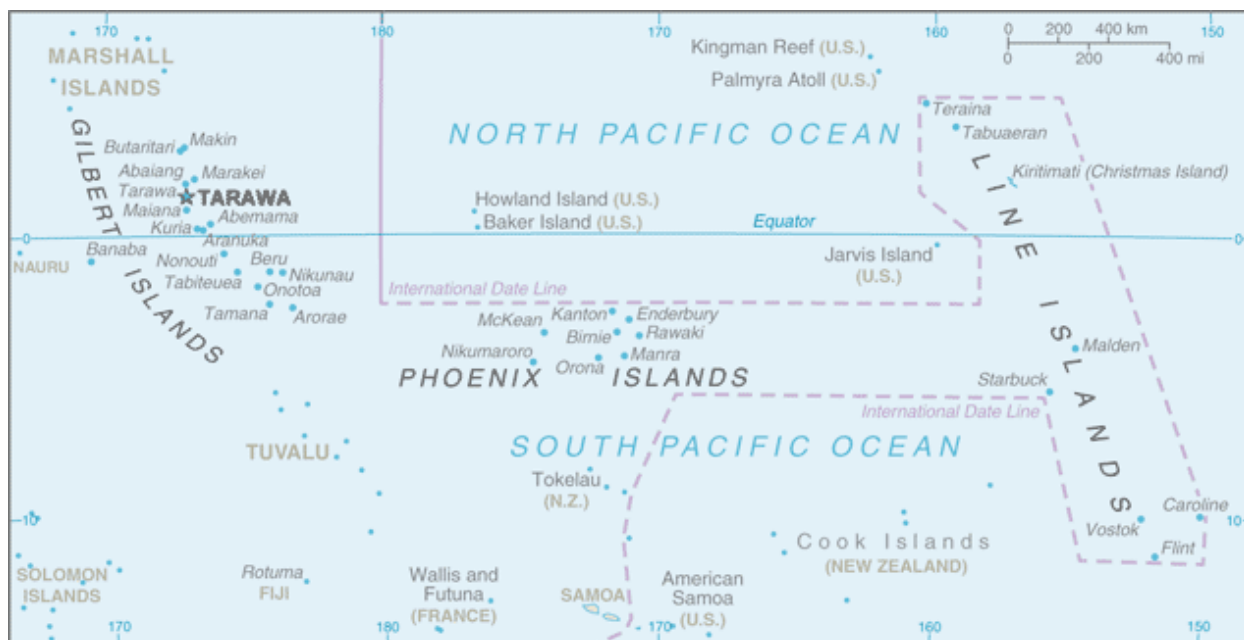 170
180
170
160
150
0 200 400 km
0 200 400 mi
MARSHALL
ISLANDS
Kingman Reef (U.S.)
Palmyra Atoll (U.S.)
Teraina
Tabuaeran
NORTH PACIFIC OCEAN
GILBERT ISLANDS
Makin
Butaritari
Abaiang
Marakei
Tarawa
TARAWA
Maiana
Abemama
Kuria
Aranuka
LINE ISLANDS
Kiritimati (Christmas Island)
Howland Island (U.S.)
Baker Island (U.S.)
Equator
0
0
NAURU
Banaba
Nonouti
Beru
Nikunau
Tabiteuea
Onotoa
Tamana
Arorae
Jarvis Island
(U.S.)
International Date Line
McKean
Kanton
Enderbury
Birnie
Rawaki
Nikumaroro
Orona
Manra
PHOENIX ISLANDS
Malden
Starbuck
International Date Line
SOUTH PACIFIC OCEAN
TUVALU
Tokelau
(N.Z.)
Caroline
Vostok
Flint
10
10
Cook Islands
(NEW ZEALAND)
SOLOMON
ISLANDS
Rotuma
FIJI
Wallis and
Futuna
(FRANCE)
SAMOA
American
Samoa
(U.S.)
170
180
170
160
150